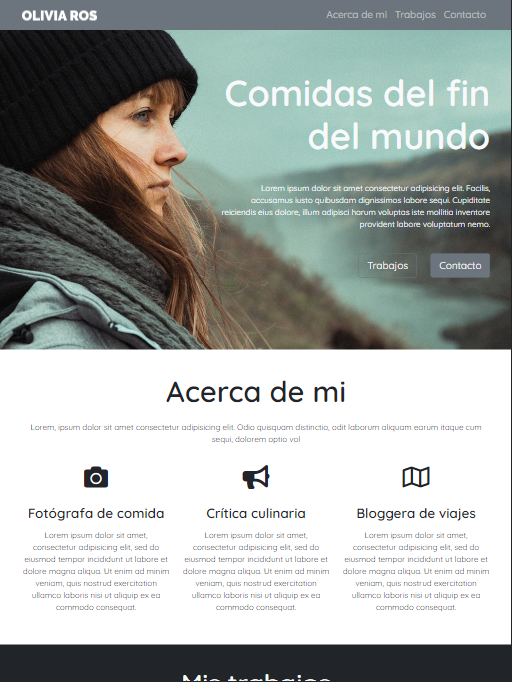 OLIVIA ROS
Acerca de mi Trabajos Contacto
Comidas del fin
del mundo
Lorem ipsum dolor sit amet consectetur adipisicing elit. Facilis,
accusamus iusto quibusdam dignissimos labore sequi. Cupiditate
reiciendis eius dolore, illum adipisci harum voluptas iste mollitia inventore
provident labore voluptatum nemo.
Trabajos Contacto
Acerca de mi
Lorem, ipsum dolor sit amet consectetur adipisicing elit. Odio quisquam distinctio, odit laborum aliquam earum itaque cum
sequi, dolorem optio vol
Fotógrafa de comida
Lorem ipsum dolor sit amet,
consectetur adipiscing elit, sed do
eiusmod tempor incididunt ut labore et
dolore magna aliqua. Ut enim ad minim
veniam, quis nostrud exercitation
ullamco laboris nisi ut aliquip ex ea
commodo consequat.
Crítica culinaria
Lorem ipsum dolor sit amet,
consectetur adipiscing elit, sed do
eiusmod tempor incididunt ut labore et
dolore magna aliqua. Ut enim ad minim
veniam, quis nostrud exercitation
ullamco laboris nisi ut aliquip ex ea
commodo consequat.
Bloggera de viajes
Lorem ipsum dolor sit amet,
consectetur adipiscing elit, sed do
eiusmod tempor incididunt ut labore et
dolore magna aliqua. Ut enim ad minim
veniam, quis nostrud exercitation
ullamco laboris nisi ut aliquip ex ea
commodo consequat.
Mis trabajos